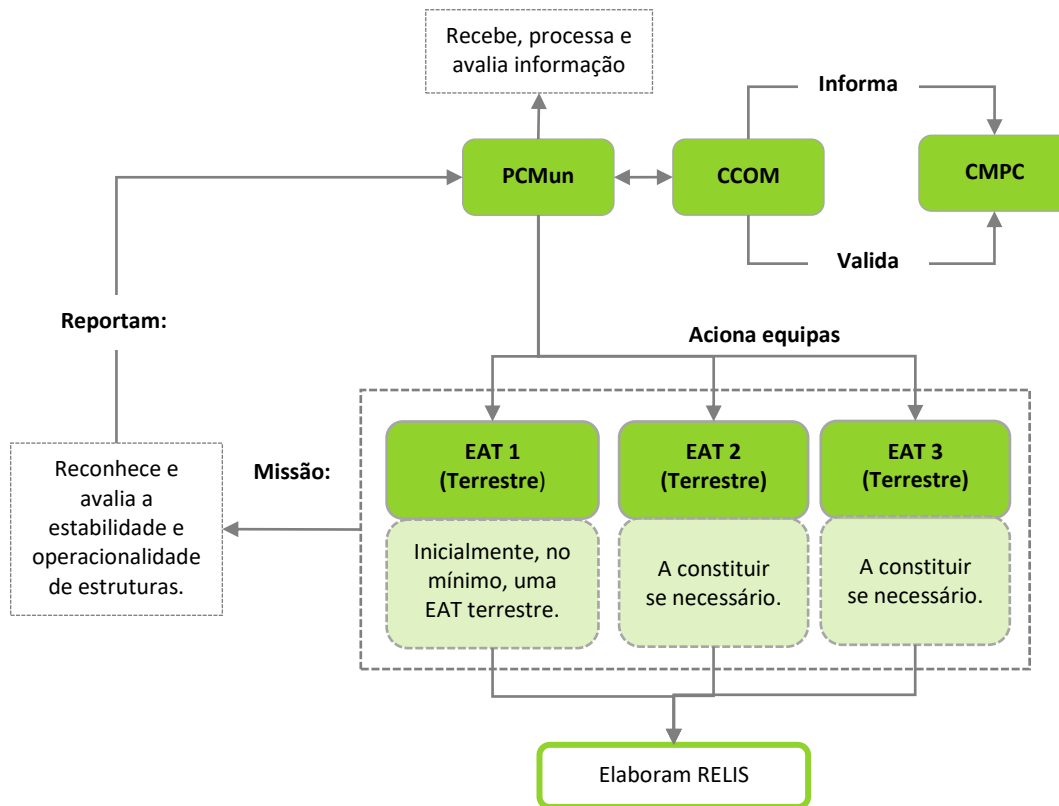 Recebe, processa e
avalia informação
Informa
PCMun
CCOM
CMPC
Valida
Reportam:
Aciona equipas
EAT 1
(Terrestre)
EAT 2
(Terrestre)
EAT 3
(Terrestre)
Missão:
Reconhece e
avalia a
estabilidade e
operacionalidade
de estruturas.
Inicialmente, no
mínimo, uma
EAT terrestre.
A constituir
se necessário.
A constituir
se necessário.
Elaboram RELIS